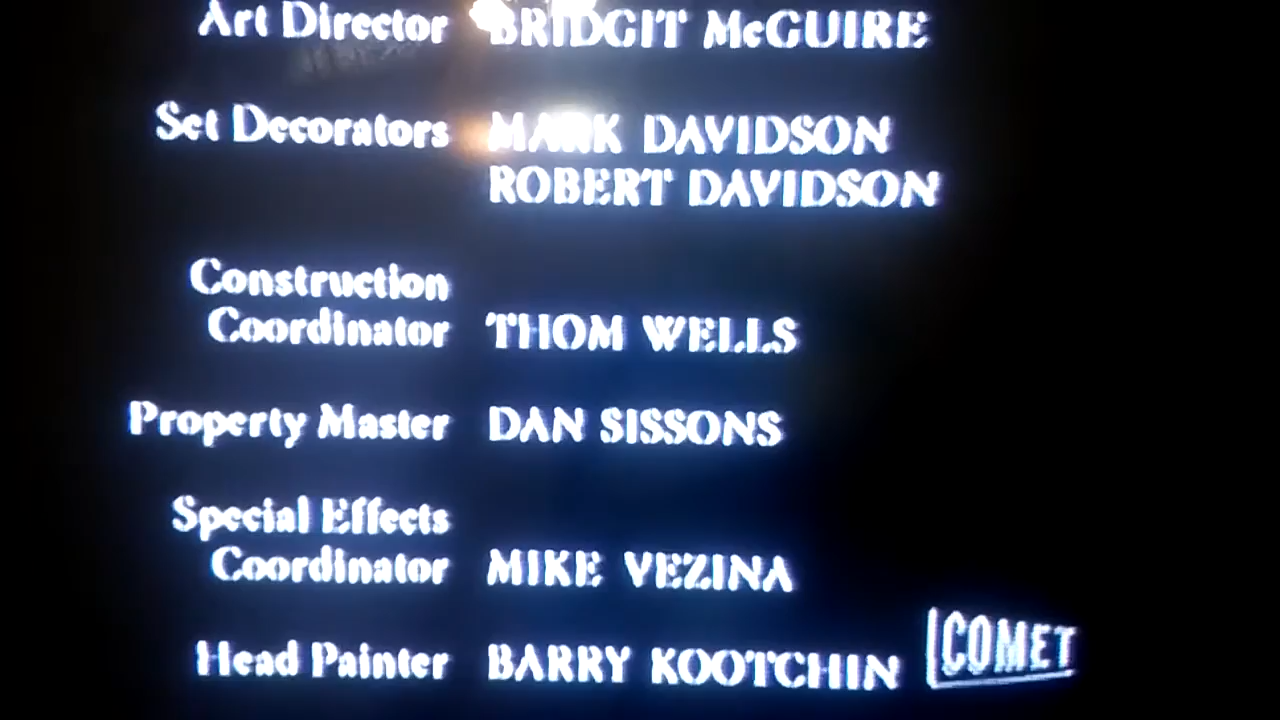 Art Director BRIDGIT McGUIRE
Set Decorators MARK DAVIDSON
ROBERT DAVIDSON
Construction
Coordinator THOM WELLS
Property Master DAN SISSONS
Special Effects
Coordinator MIKE VEZINA
Head Painter BARRY KOOTCHIN
COMET